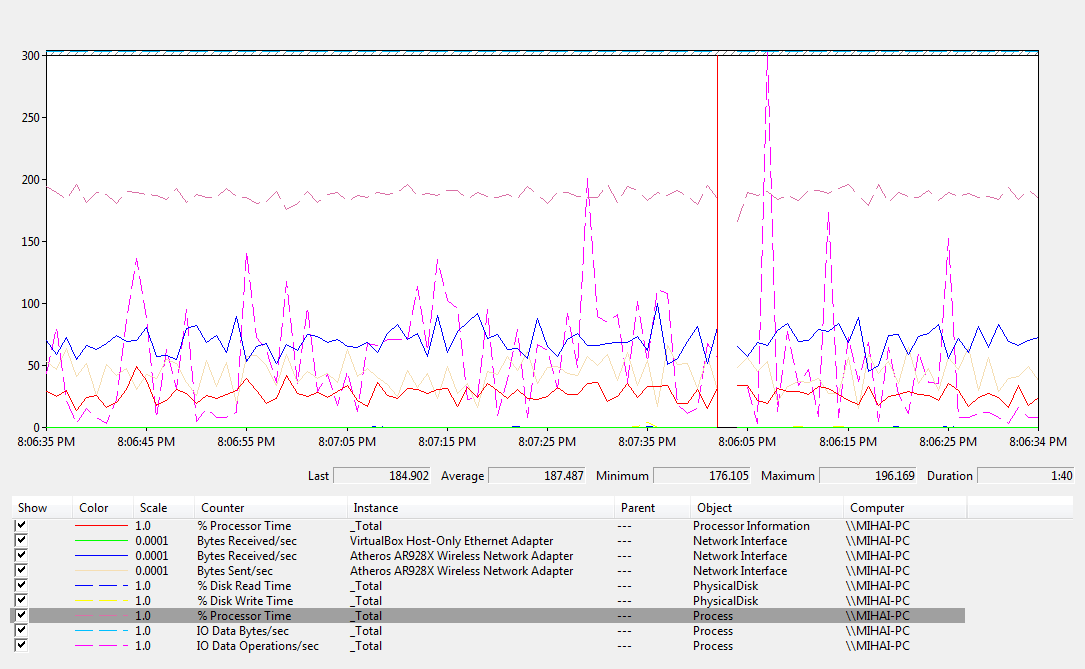 300
250
200
150
100
50
0
8:06:35 PM 8:06:45 PM 8:06:55 PM 8:07:05 PM 8:07:15 PM 8:07:25 PM 8:07:35 PM 8:06:05 PM 8:06:15 PM 8:06:25 PM 8:06:34 PM
Last 184.902 Average 187.487 Minimum 176.105 Maximum 196.169 Duration 1:40
Show Color Scale Counter Instance Parent Object Computer
1.0 % Processor Time _Total --- Processor Information \\MIHAI-PC
0.0001 Bytes Received/sec VirtualBox Host-Only Ethernet Adapter --- Network Interface \\MIHAI-PC
0.0001 Bytes Received/sec Atheros AR928X Wireless Network Adapter --- Network Interface \\MIHAI-PC
0.0001 Bytes Sent/sec Atheros AR928X Wireless Network Adapter --- Network Interface \\MIHAI-PC
1.0 % Disk Read Time _Total --- PhysicalDisk \\MIHAI-PC
1.0 % Disk Write Time _Total --- PhysicalDisk \\MIHAI-PC
1.0 % Processor Time _Total --- Process \\MIHAI-PC
1.0 IO Data Bytes/sec _Total --- Process \\MIHAI-PC
1.0 IO Data Operations/sec _Total --- Process \\MIHAI-PC